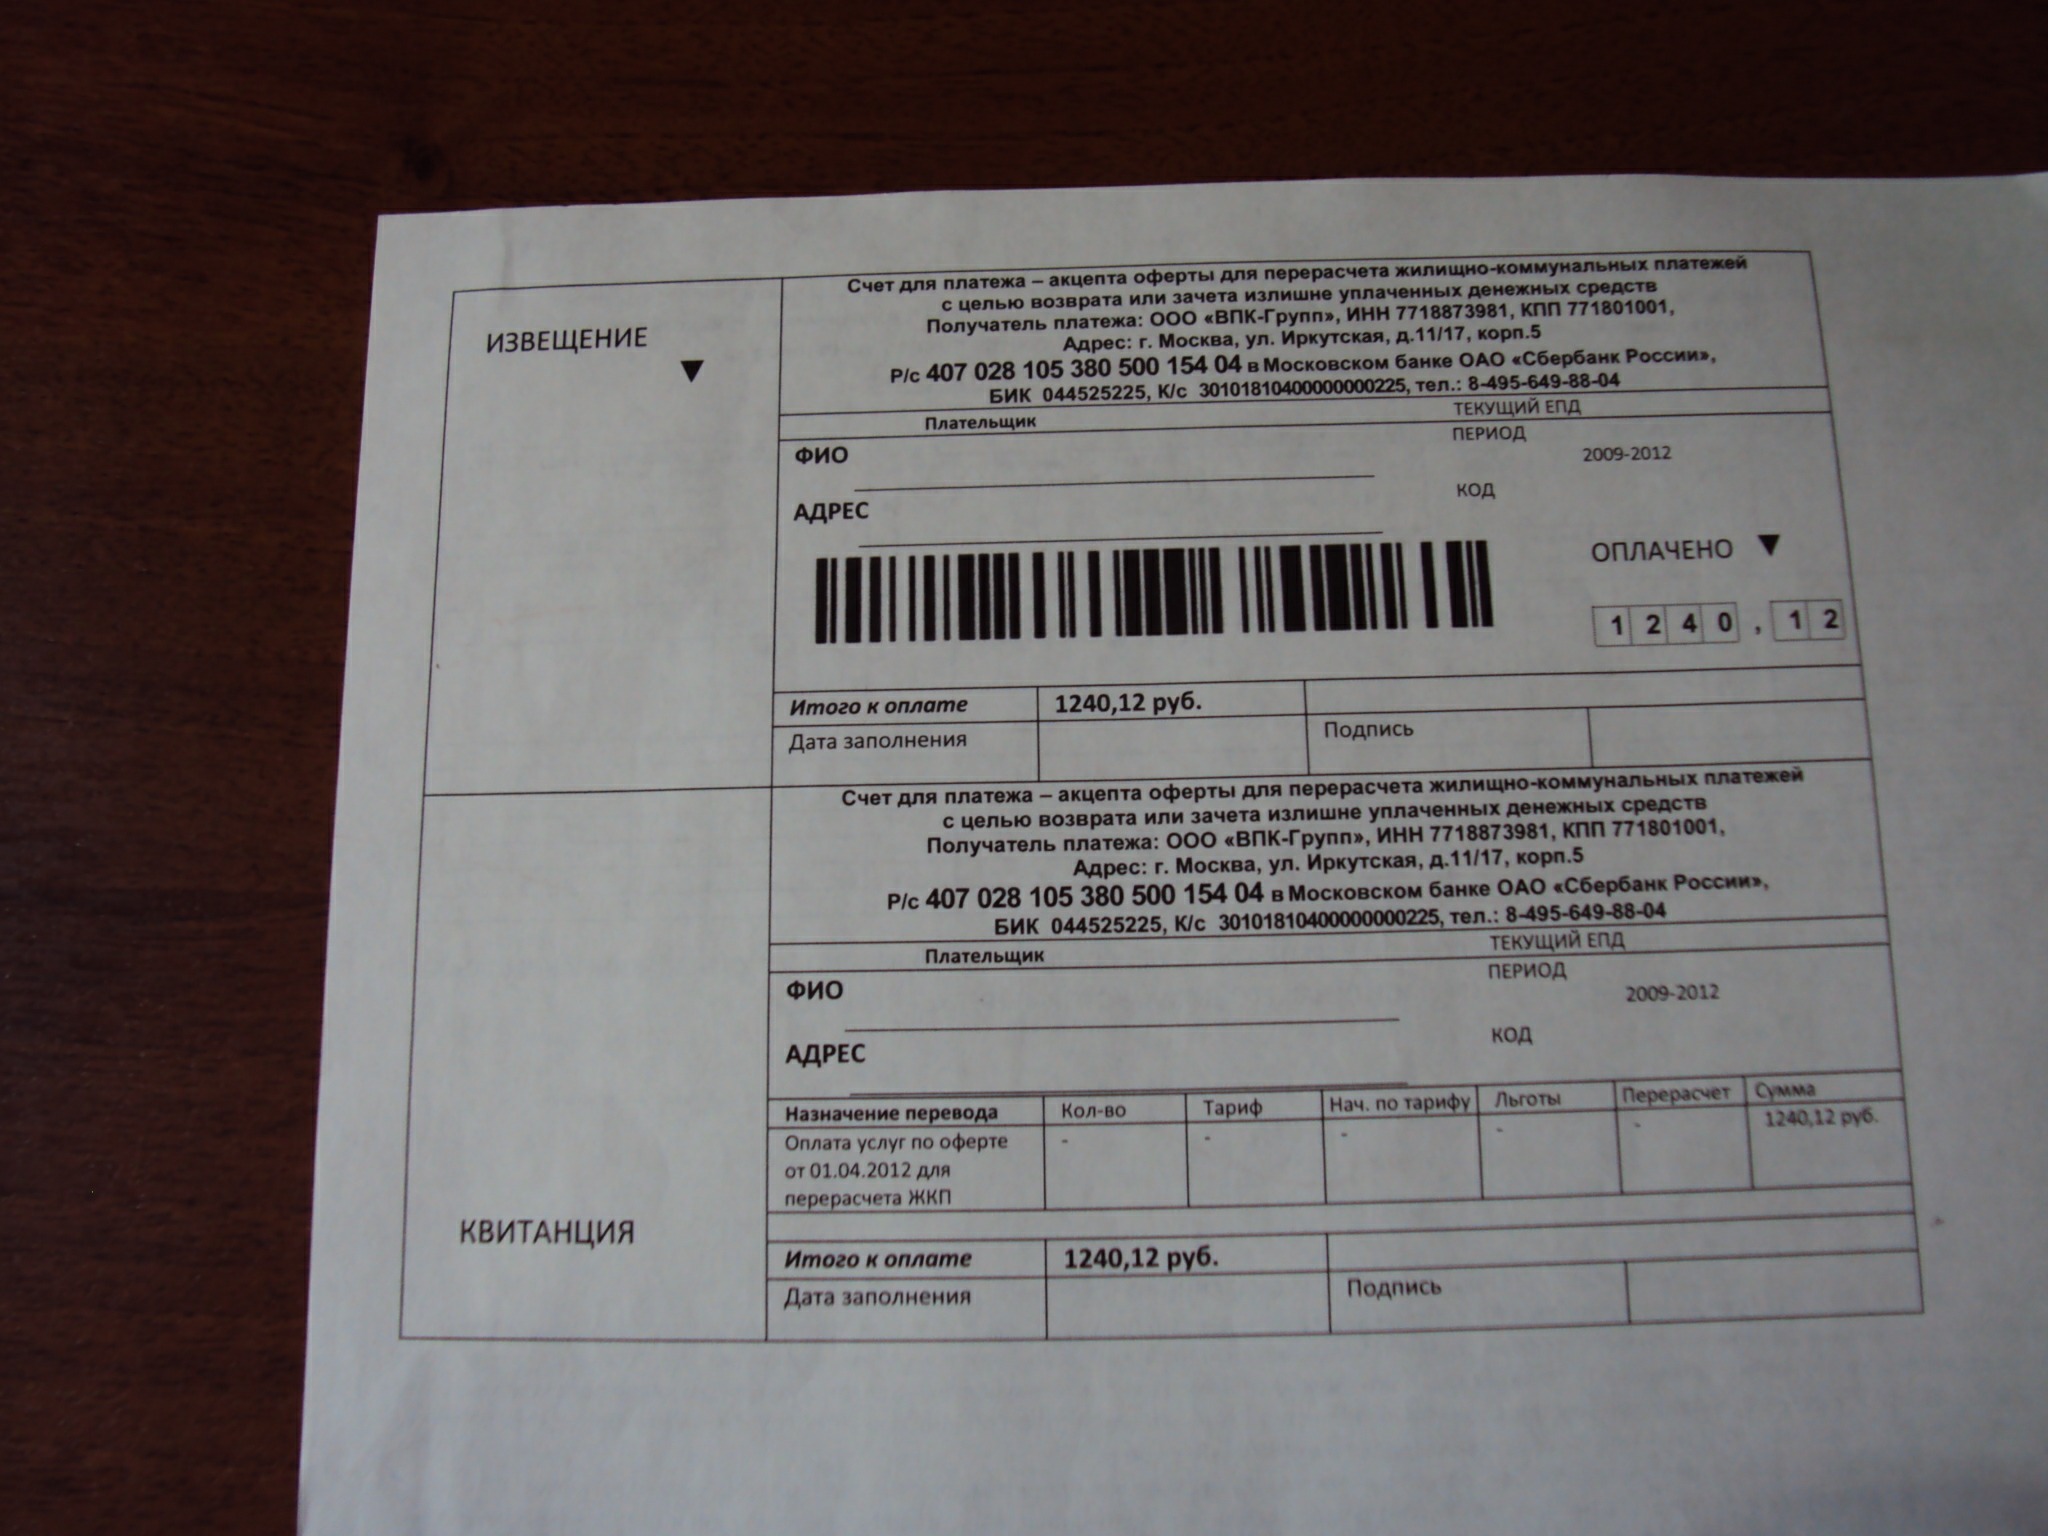 ИЗВЕЩЕНИЕ
Счет для платежа – акцепта оферты для перерасчета жилищно-коммунальных платежей
с целью возврата или зачета излишне уплаченных денежных средств
Получатель платежа: ООО «ВПК-Групп», ИНН 7718873981, КПП 771801001,
Адрес: г. Москва, ул. Иркутская, д.11/17, корп.5
Р/с 407 028 105 380 500 154 04 в Московском банке ОАО «Сбербанк России»,
БИК 044525225, К/с 30101810400000000225, тел.: 8-495-649-88-04
Плательщик ТЕКУЩИЙ ЕПД
ФИО ПЕРИОД
2009-2012
АДРЕС КОД
ОПЛАЧЕНО ▼
1240,12
Итого к оплате 1240,12 руб.
Дата заполнения Подпись
Счет для платежа – акцепта оферты для перерасчета жилищно-коммунальных платежей
с целью возврата или зачета излишне уплаченных денежных средств
Получатель платежа: ООО «ВПК-Групп», ИНН 7718873981, КПП 771801001,
Адрес: г. Москва, ул. Иркутская, д.11/17, корп.5
Р/с 407 028 105 380 500 154 04 в Московском банке ОАО «Сбербанк России»,
БИК 044525225, К/с 30101810400000000225, тел.: 8-495-649-88-04
Плательщик ТЕКУЩИЙ ЕПД
ФИО ПЕРИОД
2009-2012
АДРЕС КОД
Назначение перевода Кол-во Тариф Нач. по тарифу Льготы Перерасчет Сумма
Оплата услуг по оферте - - - - - 1240,12 руб.
от 01.04.2012 для
перерасчета ЖКП
КВИТАНЦИЯ
Итого к оплате 1240,12 руб.
Дата заполнения Подпись